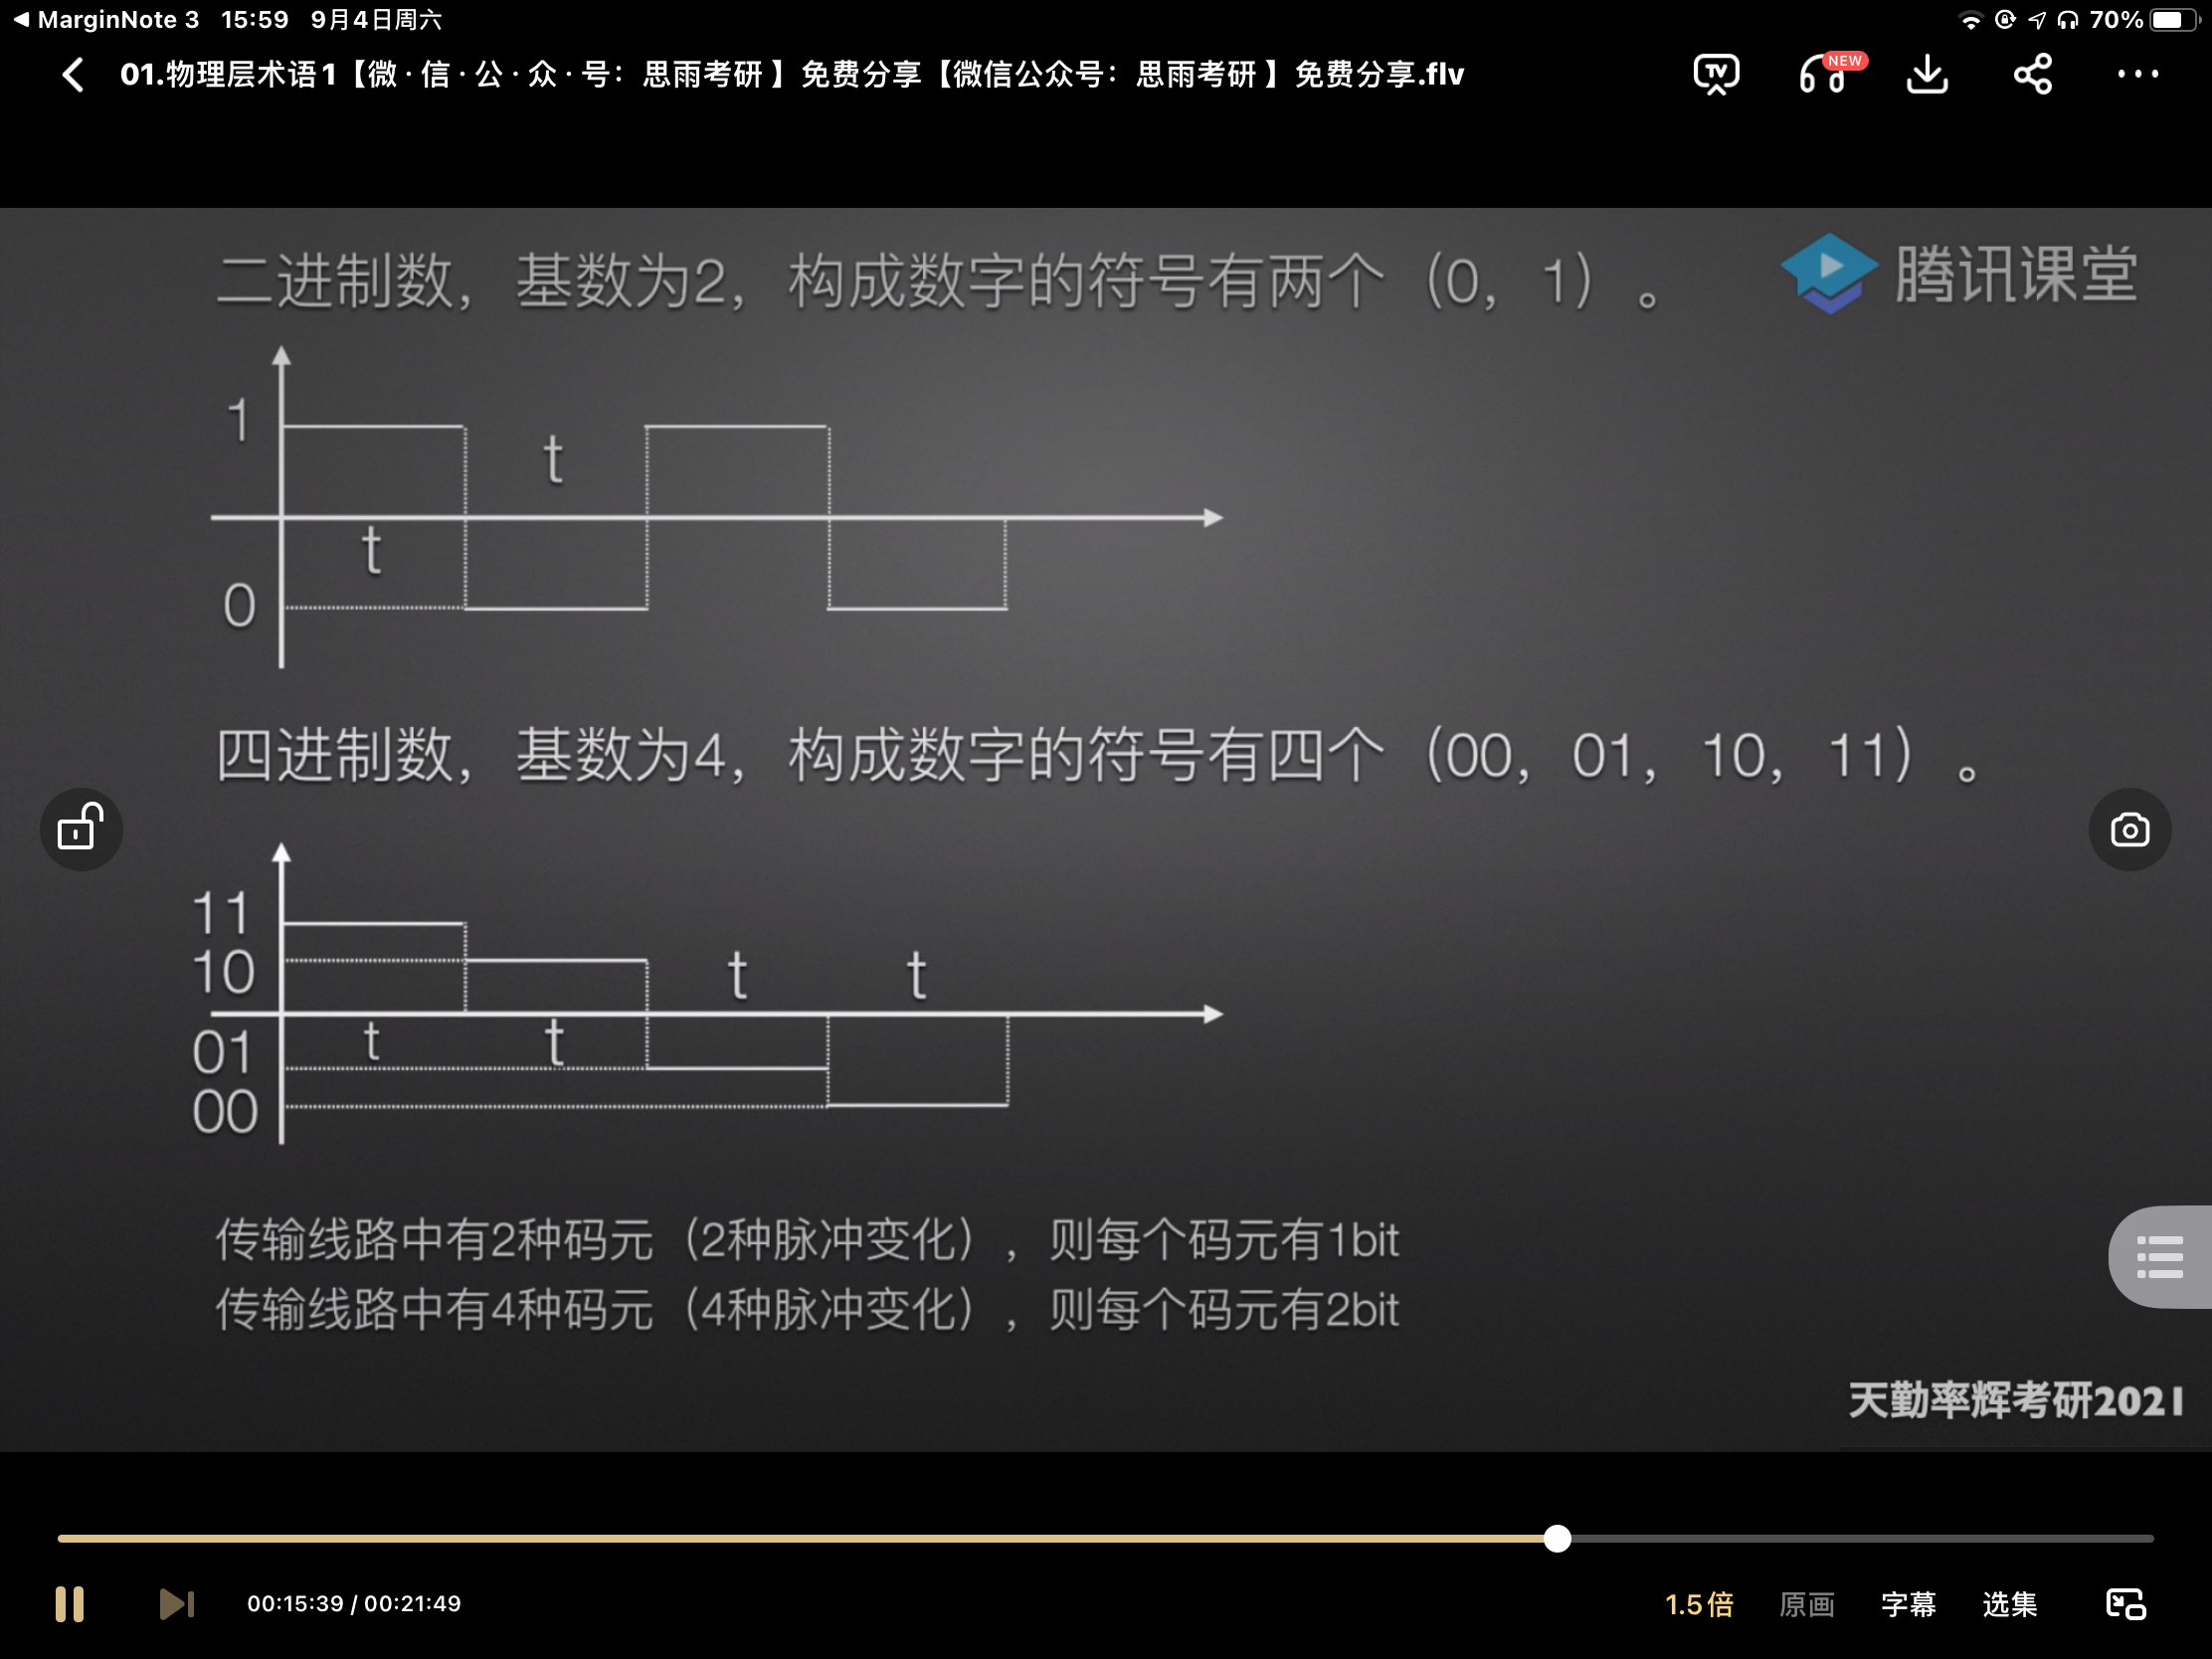 MarginNote 3 15:59 9月4日周六 70%
01.物理层术语1【微·信·公·众·号：思雨考研 】免费分享【微信公众号：思雨考研 】免费分享.flv
TV
NEW
二进制数，基数为2，构成数字的符号有两个（0，1）。
腾讯课堂
1
t
t
0
四进制数，基数为4，构成数字的符号有四个（00，01，10，11）。
11
10
t t
t t
01
00
传输线路中有2种码元（2种脉冲变化），则每个码元有1bit
传输线路中有4种码元（4种脉冲变化），则每个码元有2bit
天勤率辉考研2021
00:15:39 / 00:21:49
1.5倍 原画 字幕 选集